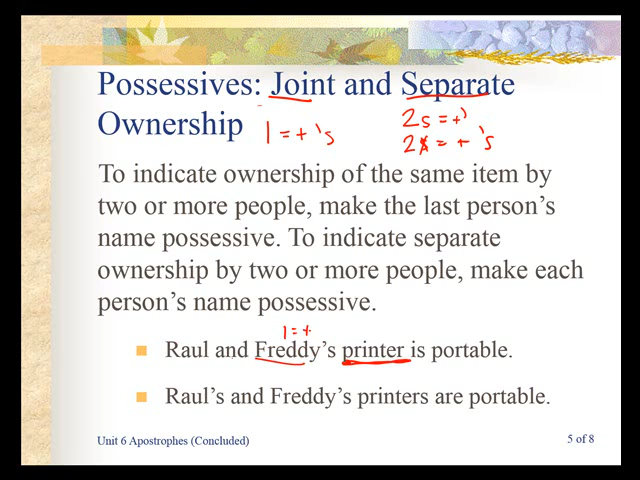 Possessives: Joint and Separate
Ownership
1 = + 's
2s = + '
2s = + 's
To indicate ownership of the same item by
two or more people, make the last person’s
name possessive. To indicate separate
ownership by two or more people, make each
person’s name possessive.
1 = +
Raul and Freddy’s printer is portable.
Raul’s and Freddy’s printers are portable.
Unit 6 Apostrophes (Concluded)
5 of 8